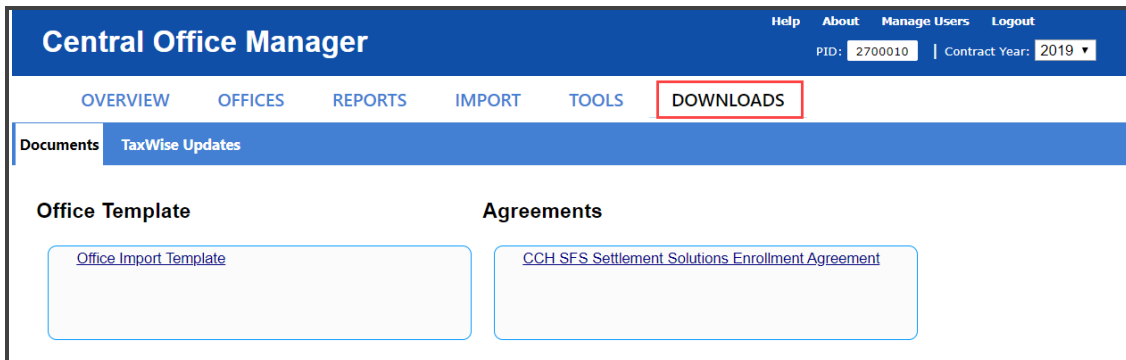 Help About Manage Users Logout
Central Office Manager
PID: 2700010 | Contract Year: 2019
OVERVIEW OFFICES REPORTS IMPORT TOOLS DOWNLOADS
Documents TaxWise Updates
Office Template Agreements
Office Import Template CCH SFS Settlement Solutions Enrollment Agreement